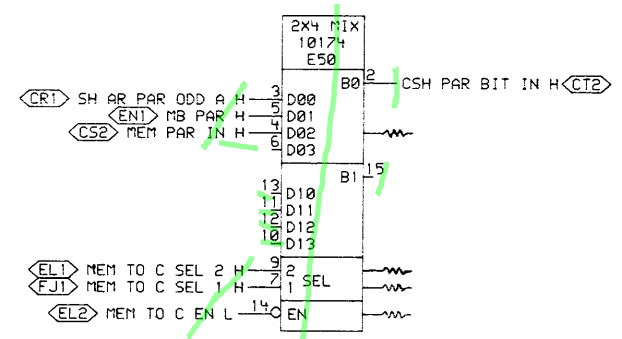 2X4 MIX
10174
E50
B0 2 CSH PAR BIT IN H CT2
CR1 SH AR PAR ODD A H 3 D00
EN1 MB PAR H 5 D01
CS2 MEM PAR IN H 4 D02
6 D03
B1 15
13 D10
11 D11
12 D12
10 D13
EL1 MEM TO C SEL 2 H 9 2
SEL
FJ1 MEM TO C SEL 1 H 7 1
EL2 MEM TO C EN L 14 EN